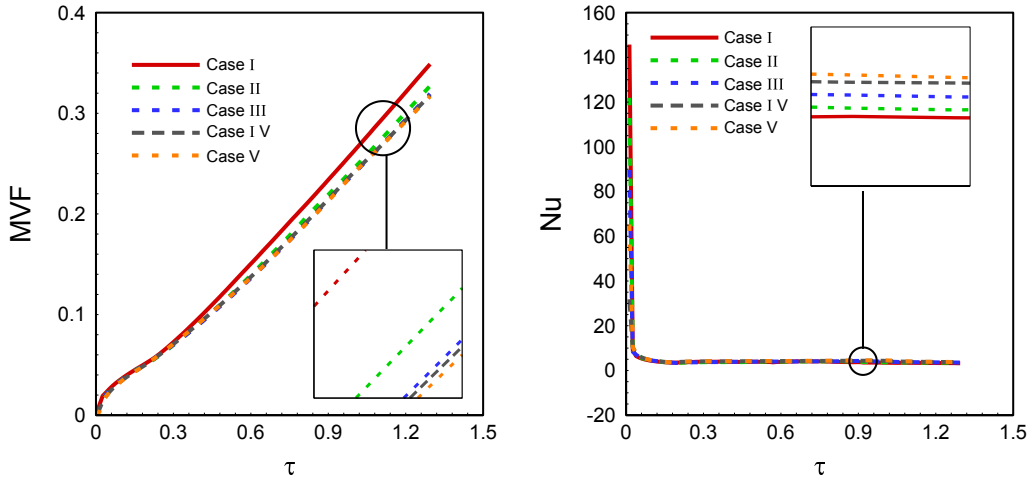 0.4
0.3
0.2
0.1
0
MVF
Case I
Case II
Case III
Case I V
Case V
0 0.3 0.6 0.9 1.2 1.5
τ
160
140
120
100
80
60
40
20
0
-20
Nu
Case I
Case II
Case III
Case I V
Case V
0 0.3 0.6 0.9 1.2 1.5
τ